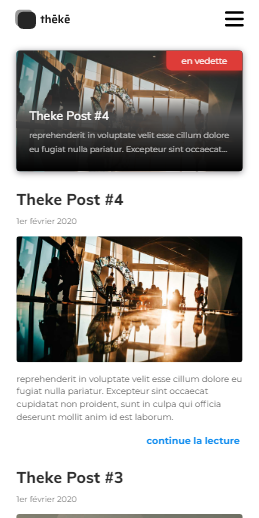 thēkē
en vedette
Theke Post #4
reprehenderit in voluptate velit esse cillum dolore
eu fugiat nulla pariatur. Excepteur sint occaecat...
Theke Post #4
1er février 2020
reprehenderit in voluptate velit esse cillum dolore eu
fugiat nulla pariatur. Excepteur sint occaecat
cupidatat non proident, sunt in culpa qui officia
deserunt mollit anim id est laborum.
continue la lecture
Theke Post #3
1er février 2020